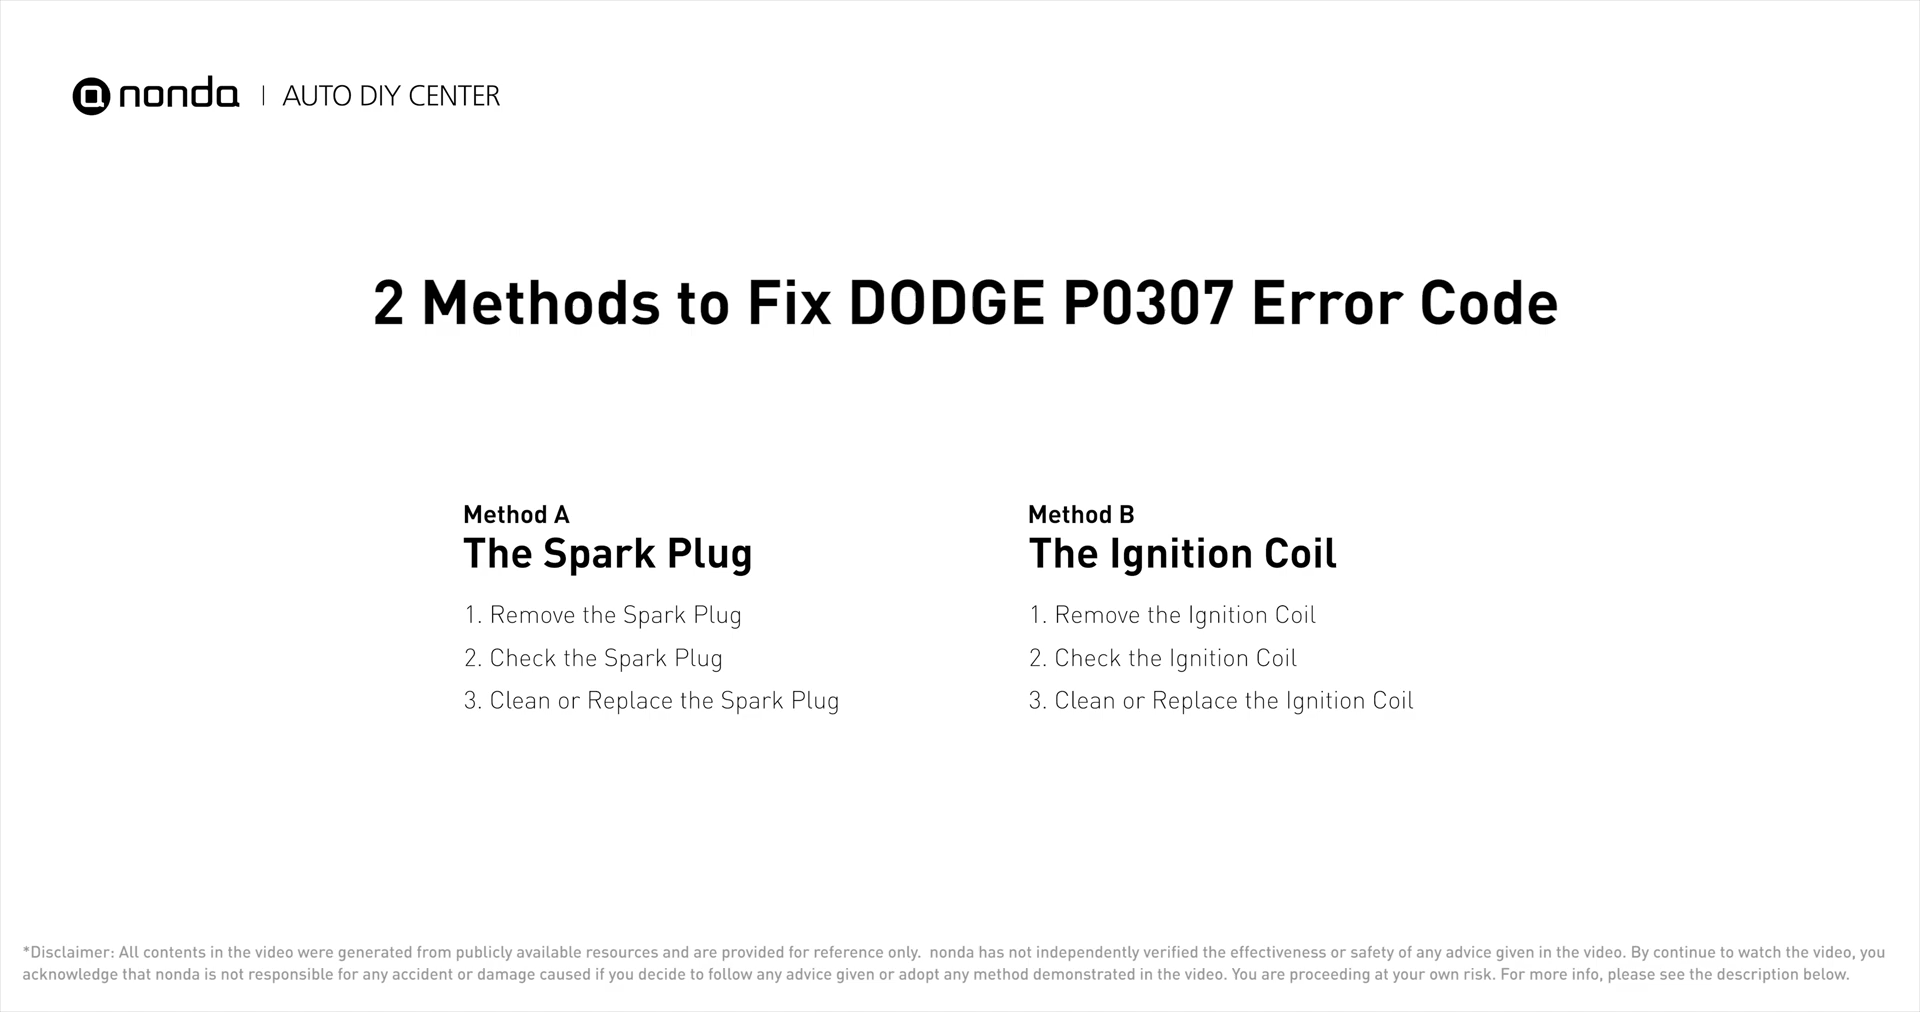 nonda | AUTO DIY CENTER
2 Methods to Fix DODGE P0307 Error Code
Method A
The Spark Plug
1. Remove the Spark Plug
2. Check the Spark Plug
3. Clean or Replace the Spark Plug
Method B
The Ignition Coil
1. Remove the Ignition Coil
2. Check the Ignition Coil
3. Clean or Replace the Ignition Coil
*Disclaimer: All contents in the video were generated from publicly available resources and are provided for reference only.  nonda has not independently verified the effectiveness or safety of any advice given in the video. By continue to watch the video, you
acknowledge that nonda is not responsible for any accident or damage caused if you decide to follow any advice given or adopt any method demonstrated in the video. You are proceeding at your own risk. For more info, please see the description below.